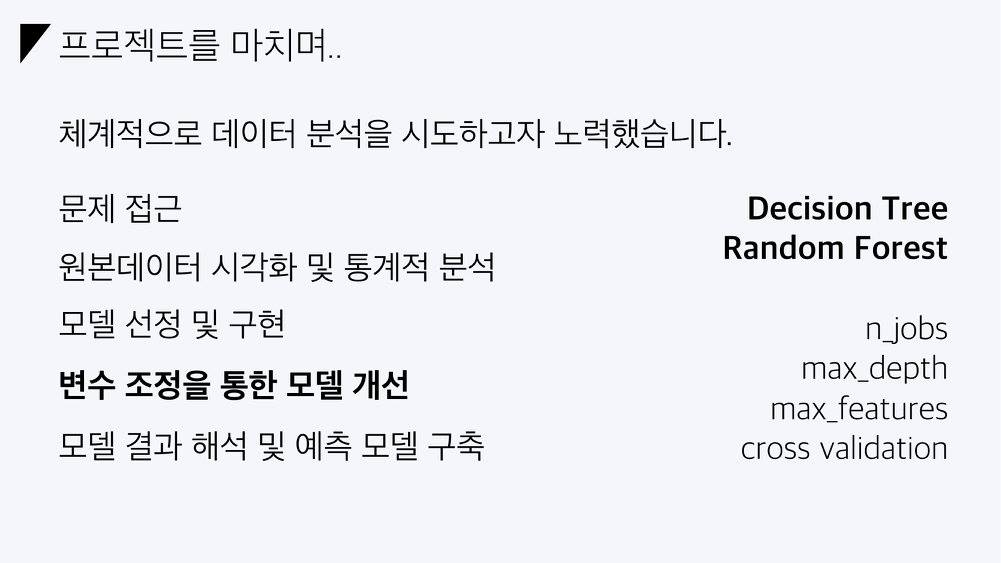 프로젝트를 마치며..
체계적으로 데이터 분석을 시도하고자 노력했습니다.
문제 접근
원본데이터 시각화 및 통계적 분석
모델 선정 및 구현
변수 조정을 통한 모델 개선
모델 결과 해석 및 예측 모델 구축
Decision Tree
Random Forest
n_jobs
max_depth
max_features
cross validation